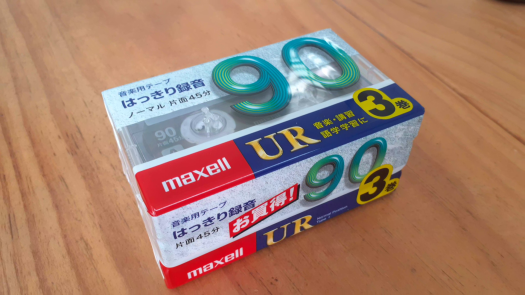 音楽用テープ
はっきり録音
ノーマル 片面45分
90
90
maxell
UR
音楽・講習
語学学習に
3巻
音楽用テープ
はっきり録音
片面45分
お買得!
90
3
maxell
UR